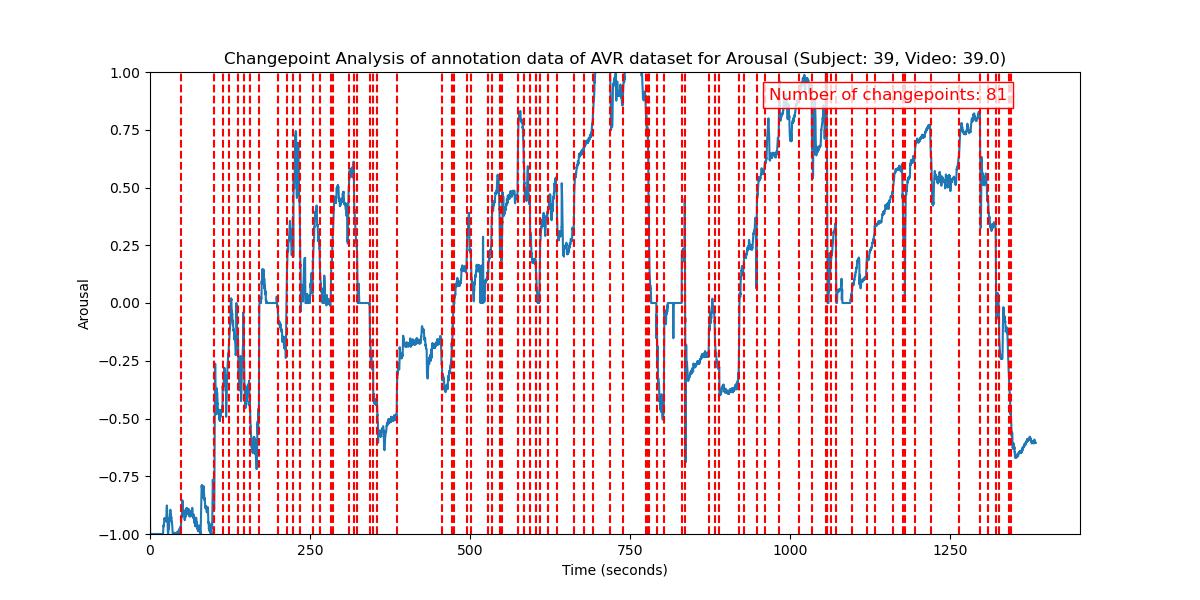 Changepoint Analysis of annotation data of AVR dataset for Arousal (Subject: 39, Video: 39.0)
Number of changepoints: 81
1.00
0.75
0.50
0.25
0.00
−0.25
−0.50
−0.75
−1.00
Arousal
0 250 500 750 1000 1250
Time (seconds)